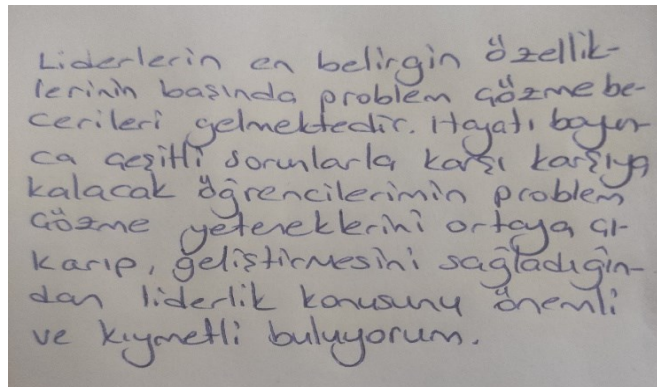 Liderlerin en belirgin özellik-
lerinin başında problem çözme be-
cerileri gelmektedir. Hayatı boyun-
ca çeşitli sorunlarla karşı karşıya
kalacak öğrencilerimin problem
çözme yeteneklerini ortaya çı-
karıp, geliştirmesini sağladığın-
dan liderlik konusunu önemli
ve kıymetli buluyorum.